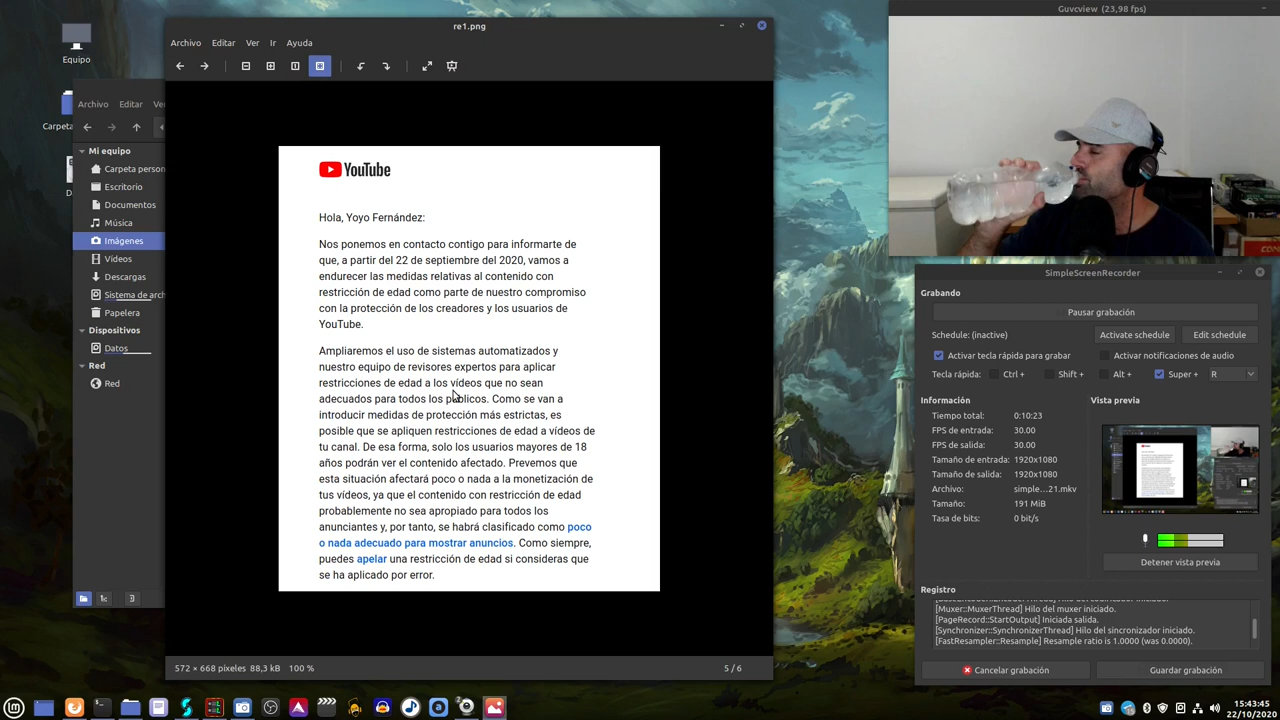 Equipo
Carpeta
Archivo Editar Ve
Mi equipo
Carpeta person
Escritorio
Documentos
Música
Imágenes
Vídeos
Descargas
Sistema de arch
Papelera
Dispositivos
Datos
Red
Red
re1.png
Archivo Editar Ver Ir Ayuda
YouTube
Hola, Yoyo Fernández:
Nos ponemos en contacto contigo para informarte de
que, a partir del 22 de septiembre del 2020, vamos a
endurecer las medidas relativas al contenido con
restricción de edad como parte de nuestro compromiso
con la protección de los creadores y los usuarios de
YouTube.
Ampliaremos el uso de sistemas automatizados y
nuestro equipo de revisores expertos para aplicar
restricciones de edad a los vídeos que no sean
adecuados para todos los públicos. Como se van a
introducir medidas de protección más estrictas, es
posible que se apliquen restricciones de edad a vídeos de
tu canal. De esa forma, solo los usuarios mayores de 18
años podrán ver el contenido afectado. Prevemos que
esta situación afectará poco o nada a la monetización de
tus vídeos, ya que el contenido con restricción de edad
probablemente no sea apropiado para todos los
anunciantes y, por tanto, se habrá clasificado como poco
o nada adecuado para mostrar anuncios. Como siempre,
puedes apelar una restricción de edad si consideras que
se ha aplicado por error.
572 × 668 píxeles 88,3 kB 100 % 5 / 6
Guvcview (23,98 fps)
SimpleScreenRecorder
Grabando
Pausar grabación
Schedule: (inactive) Activate schedule Edit schedule
Activar tecla rápida para grabar Activar notificaciones de audio
Tecla rápida: Ctrl + Shift + Alt + Super + R
Información Vista previa
Tiempo total: 0:10:23
FPS de entrada: 30.00
FPS de salida: 30.00
Tamaño de entrada: 1920x1080
Tamaño de salida: 1920x1080
Archivo: simple…21.mkv
Tamaño: 191 MiB
Tasa de bits: 0 bit/s
Detener vista previa
Registro
[Muxer::MuxerThread] Hilo del muxer iniciado.
[PageRecord::StartOutput] Iniciada salida.
[Synchronizer::SynchronizerThread] Hilo del sincronizador iniciado.
[FastResampler::Resample] Resample ratio is 1.0000 (was 0.0000).
Cancelar grabación Guardar grabación
15:43:45
22/10/2020